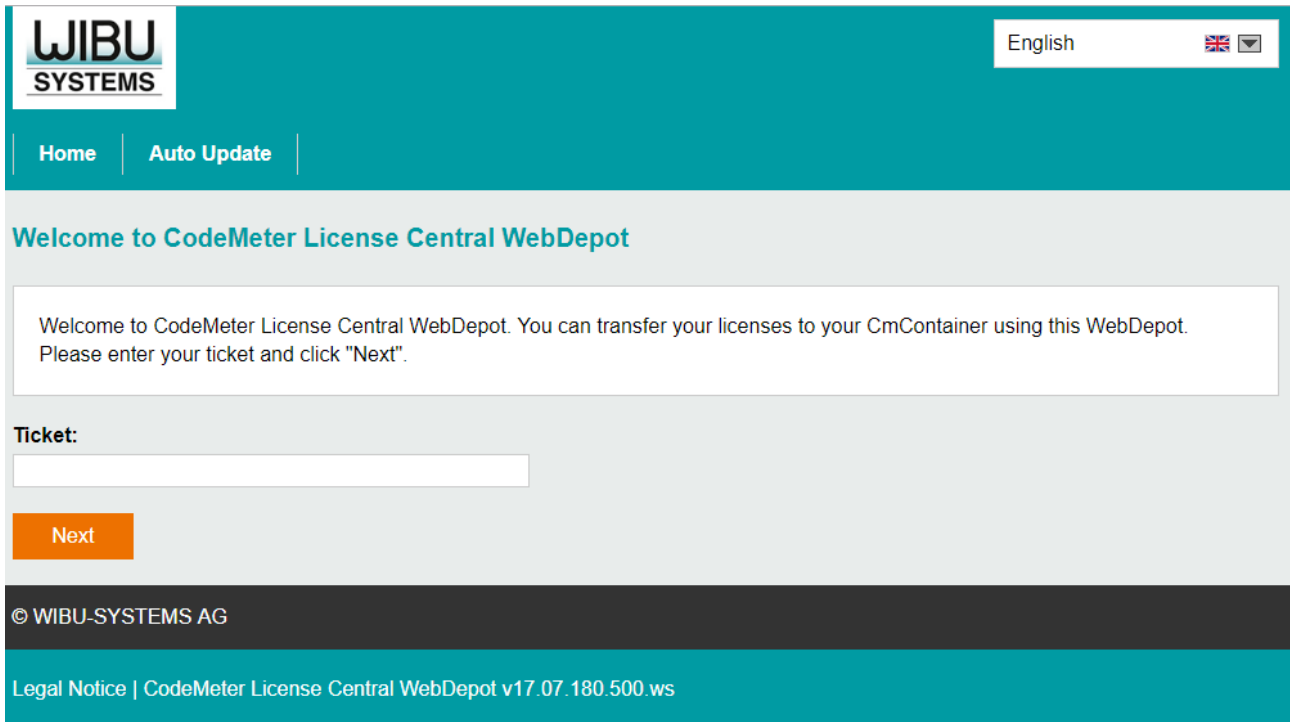 WIBU
SYSTEMS
English
Home
Auto Update
Welcome to CodeMeter License Central WebDepot
Welcome to CodeMeter License Central WebDepot. You can transfer your licenses to your CmContainer using this WebDepot.
Please enter your ticket and click "Next".
Ticket:
Next
© WIBU-SYSTEMS AG
Legal Notice | CodeMeter License Central WebDepot v17.07.180.500.ws